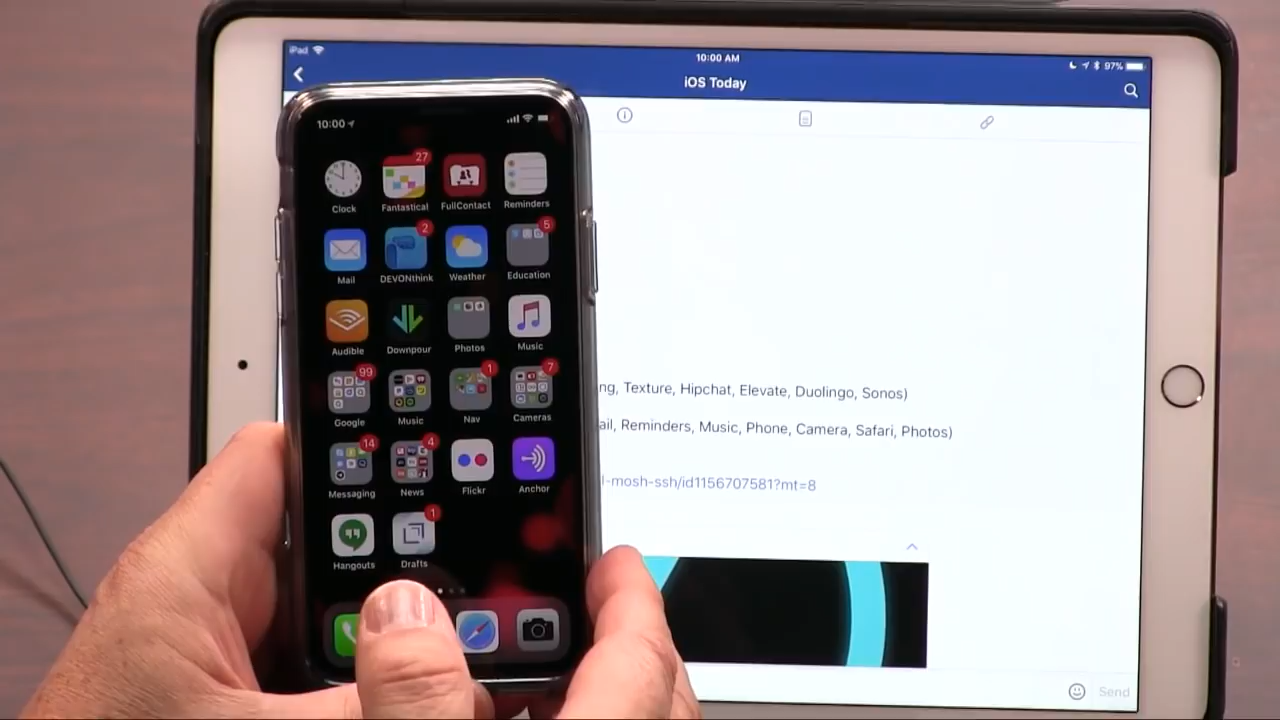 iPad
10:00 AM
97%
iOS Today
10:00
27
Clock
Fantastical
FullContact
Reminders
2
5
Mail
DEVONthink
Weather
Education
Audible
Downpour
Photos
Music
99
1
7
Google
Music
Nav
Cameras
14
4
Messaging
News
Flickr
Anchor
1
Hangouts
Drafts
ng, Texture, Hipchat, Elevate, Duolingo, Sonos)
ail, Reminders, Music, Phone, Camera, Safari, Photos)
l-mosh-ssh/id1156707581?mt=8
Send